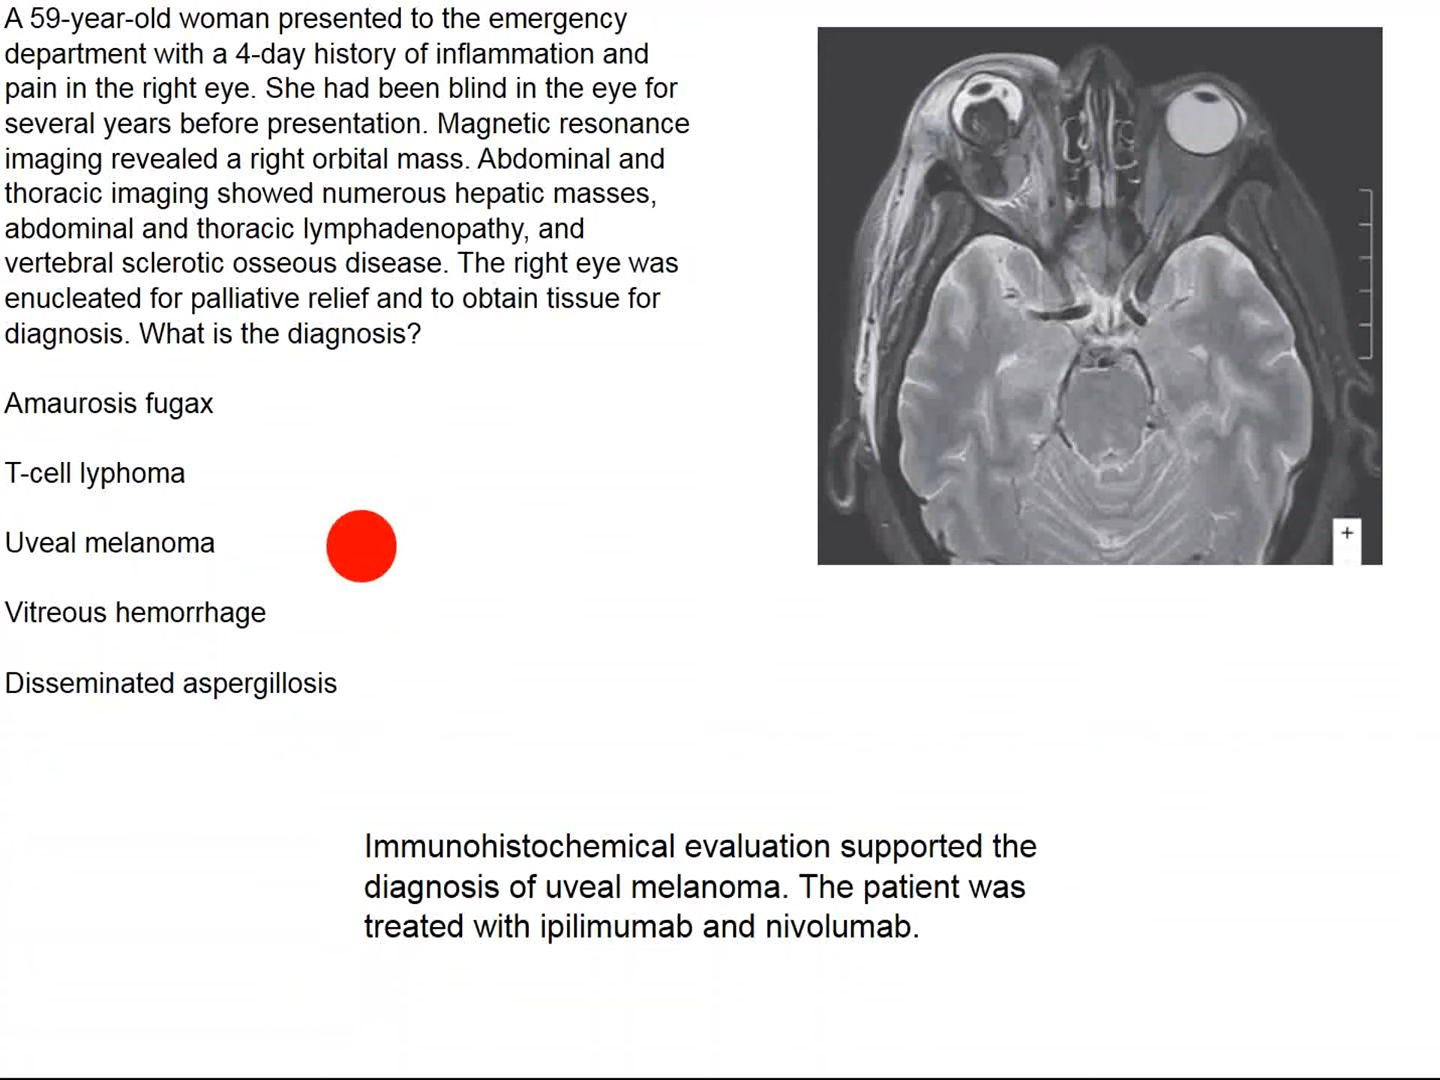 A 59-year-old woman presented to the emergency
department with a 4-day history of inflammation and
pain in the right eye. She had been blind in the eye for
several years before presentation. Magnetic resonance
imaging revealed a right orbital mass. Abdominal and
thoracic imaging showed numerous hepatic masses,
abdominal and thoracic lymphadenopathy, and
vertebral sclerotic osseous disease. The right eye was
enucleated for palliative relief and to obtain tissue for
diagnosis. What is the diagnosis?
Amaurosis fugax
T-cell lyphoma
Uveal melanoma
Vitreous hemorrhage
Disseminated aspergillosis
+
Immunohistochemical evaluation supported the
diagnosis of uveal melanoma. The patient was
treated with ipilimumab and nivolumab.